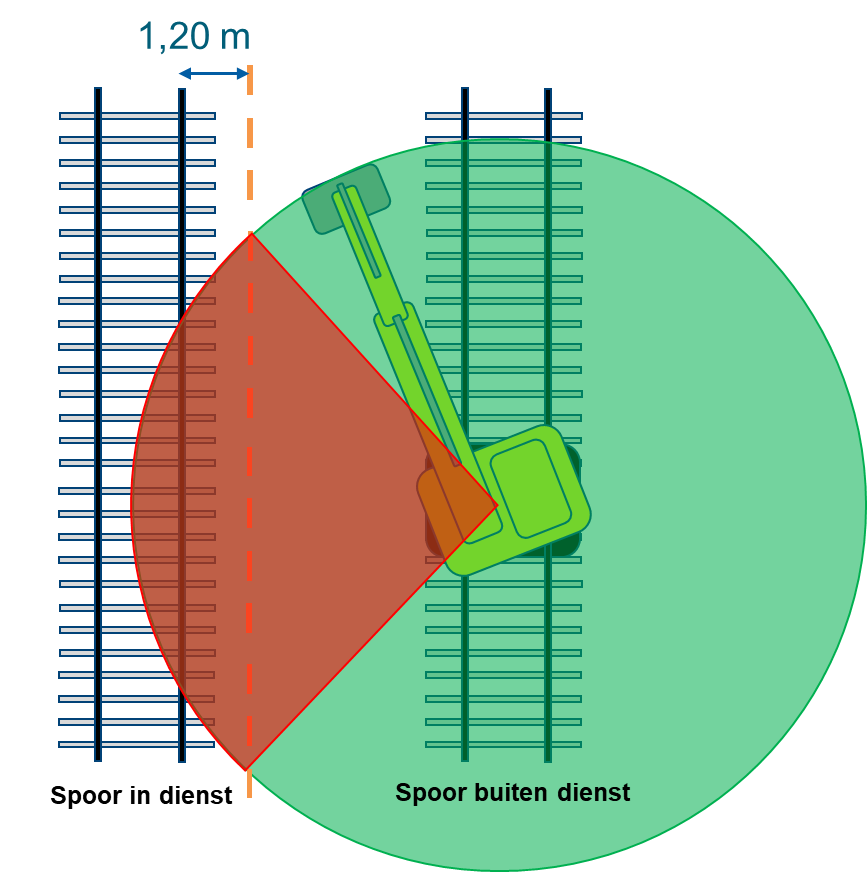 1,20 m
Spoor in dienst
Spoor buiten dienst